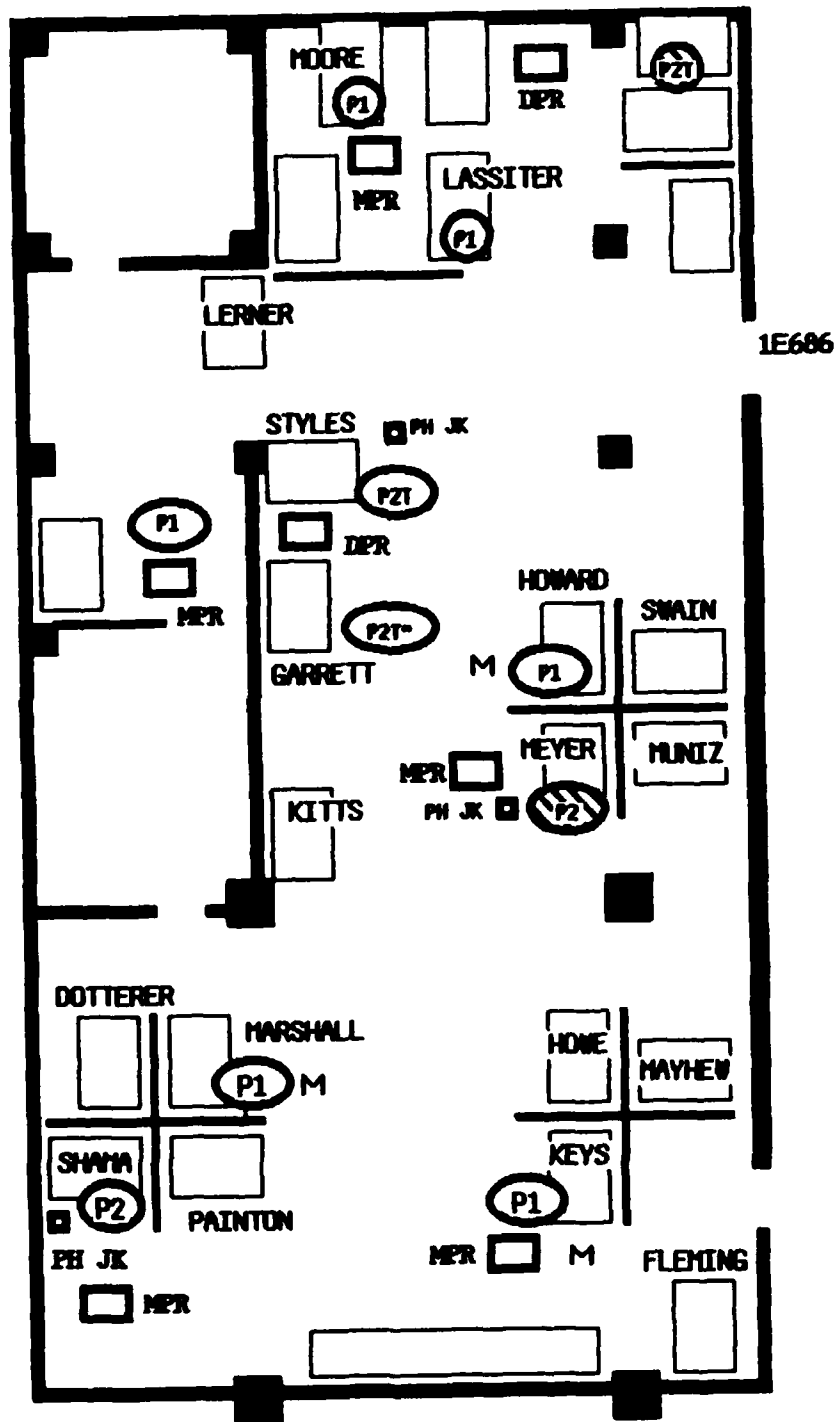 MOORE
P1
DPR
P2T
MPR
LASSITER
P1
LERNER
1E686
STYLES
PH JK
P2T
P1
DPR
MPR
P2T*
GARRETT
HOWARD
SWAIN
M
P1
MEYER
MUNIZ
MPR
PH JK
P2
KITTS
DOTTERER
MARSHALL
P1
M
HOWE
MAYHEW
SHAMA
P2
PAINTON
KEYS
P1
PH JK
MPR
M
FLEMING
MPR